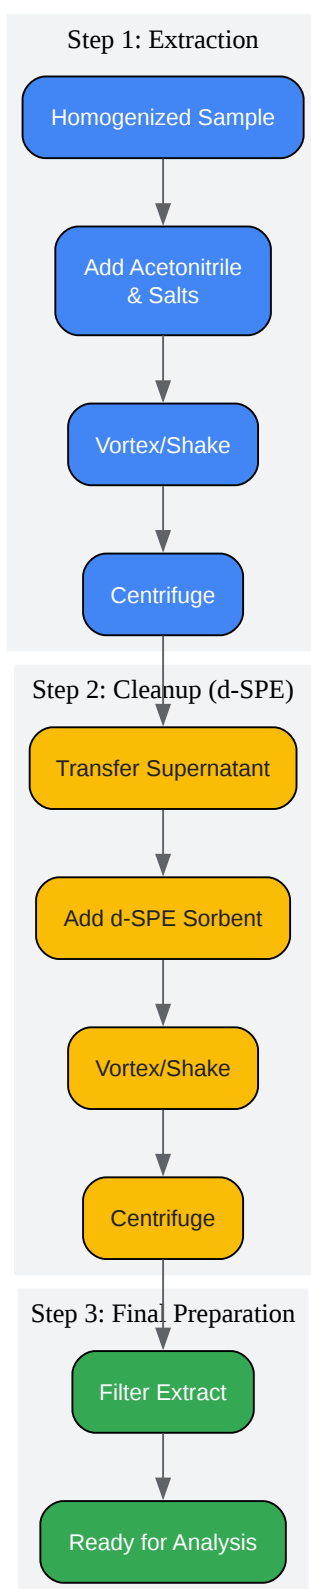 Step 1: Extraction
Homogenized Sample
Add Acetonitrile
& Salts
Vortex/Shake
Centrifuge
Step 2: Cleanup (d-SPE)
Transfer Supernatant
Add d-SPE Sorbent
Vortex/Shake
Centrifuge
Step 3: Final Preparation
Filter Extract
Ready for Analysis